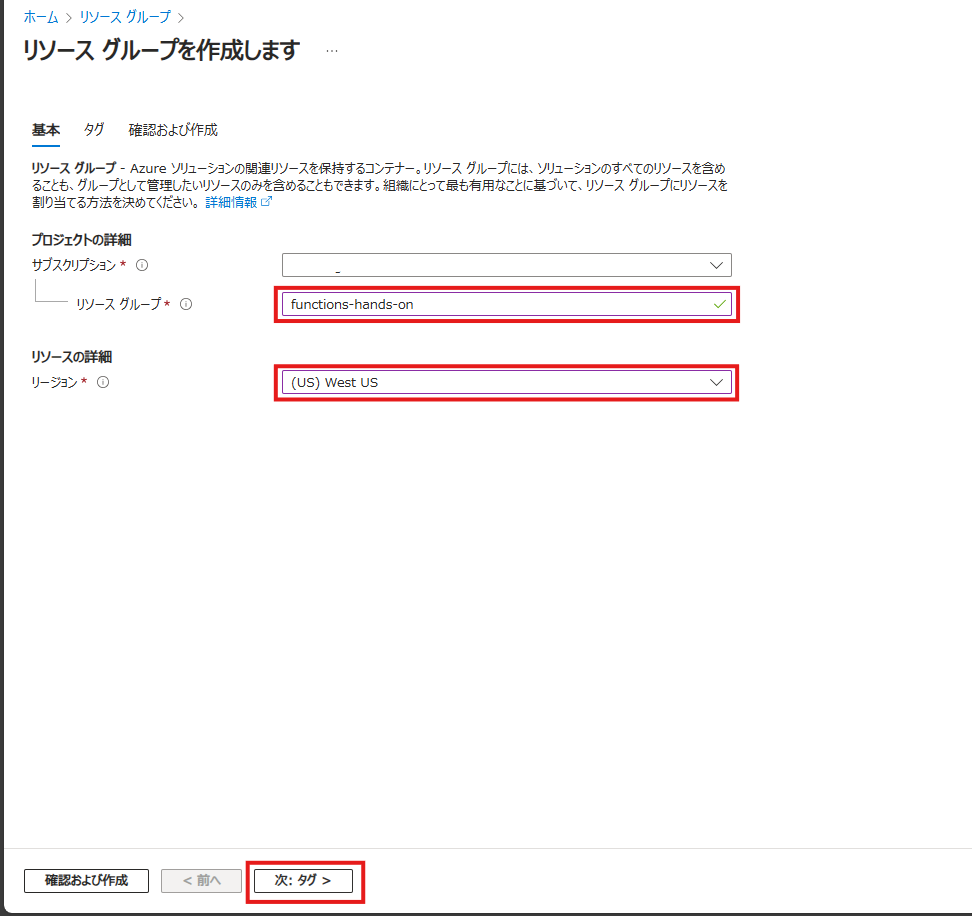 ホーム > リソース グループ >
リソース グループを作成します ...
基本 タグ 確認および作成
リソース グループ - Azure ソリューションの関連リソースを保持するコンテナー。リソース グループには、ソリューションのすべてのリソースを含め
ることも、グループとして管理したいリソースのみを含めることもできます。組織にとって最も有用なことに基づいて、リソース グループにリソースを
割り当てる方法を決めてください。 詳細情報
プロジェクトの詳細
サブスクリプション *
リソース グループ * functions-hands-on
リソースの詳細
リージョン * (US) West US
確認および作成 < 前へ 次: タグ >